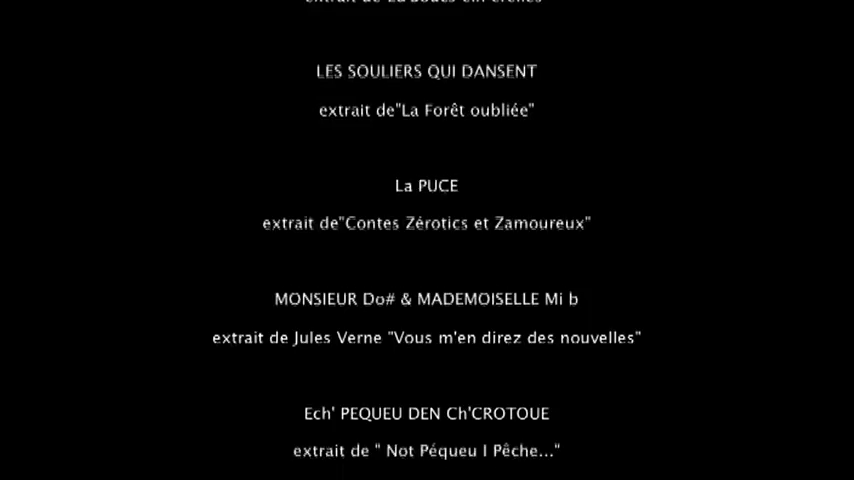 extrait de
LES SOULIERS QUI DANSENT
extrait de"La Forêt oubliée"
La PUCE
extrait de"Contes Zérotics et Zamoureux"
MONSIEUR Do# & MADEMOISELLE Mi b
extrait de Jules Verne "Vous m'en direz des nouvelles"
Ech' PEQUEU DEN Ch'CROTOUE
extrait de " Not Péqueu I Pêche..."